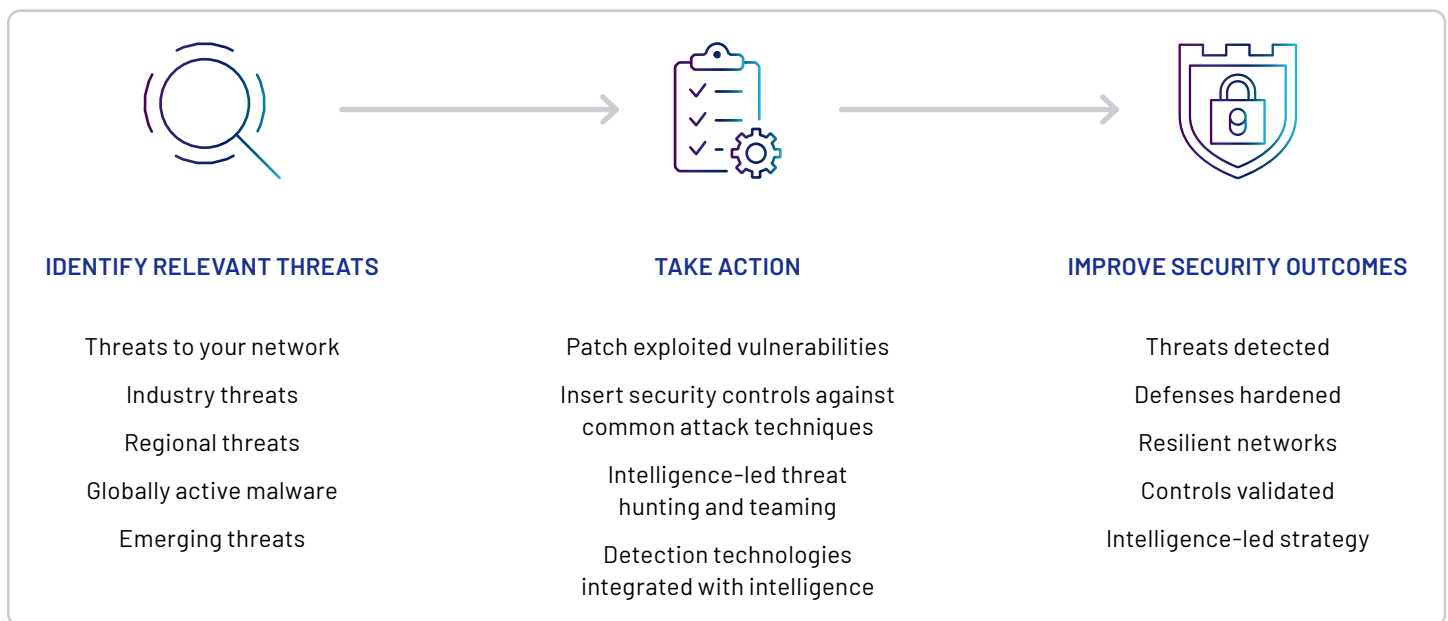 IDENTIFY RELEVANT THREATS
Threats to your network
Industry threats
Regional threats
Globally active malware
Emerging threats
TAKE ACTION
Patch exploited vulnerabilities
Insert security controls against
common attack techniques
Intelligence-led threat
hunting and teaming
Detection technologies
integrated with intelligence
IMPROVE SECURITY OUTCOMES
Threats detected
Defenses hardened
Resilient networks
Controls validated
Intelligence-led strategy